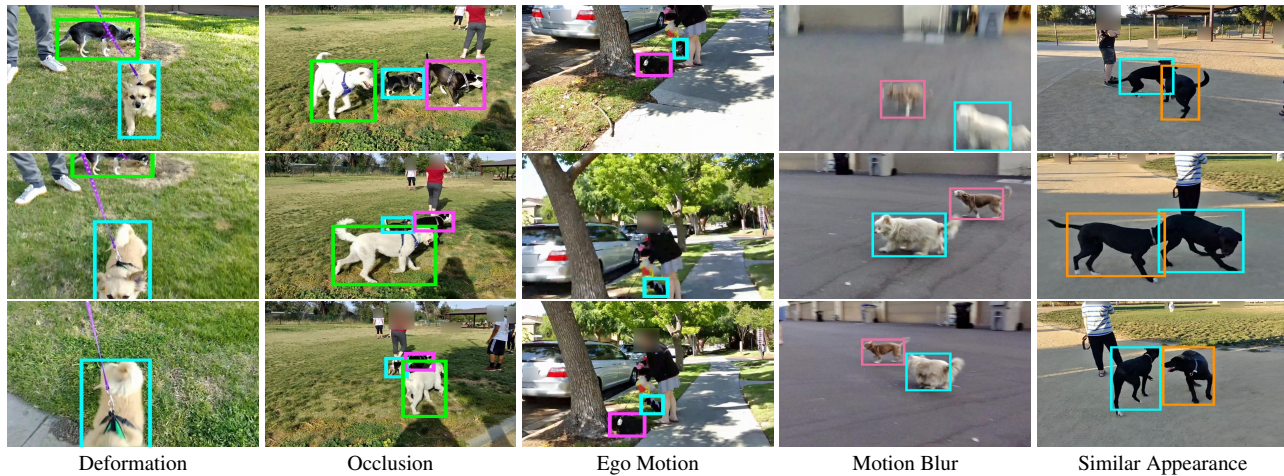 Deformation
Occlusion
Ego Motion
Motion Blur
Similar Appearance